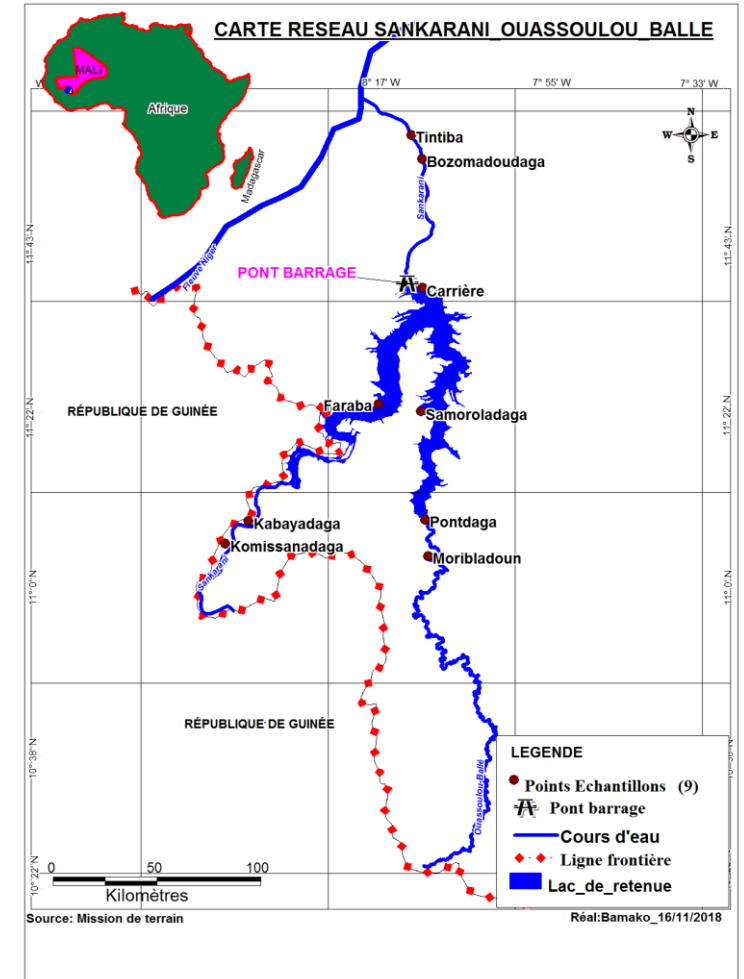 CARTE RESEAU SANKARANI_OUASSOULOU_BALLE
MALI
Afrique
Madagascar
W
8° 17 W
7° 55' W
7° 33' W
N
W E
S
Tintiba
Bozomadoudaga
Sankarani
Fleuve Niger
11° 43' N
11° 43' N
PONT BARRAGE
Carrière
RÉPUBLIQUE DE GUINÉE
Faraba
Samoroladaga
11° 22' N
11° 22' N
Kabayadaga
Pontdaga
Komissanadaga
Moribladoun
Sankarani
11° 0' N
11° 0' N
RÉPUBLIQUE DE GUINÉE
10° 38' N
Ouassoulou-Ballé
10° 22' N
LEGENDE
Points Echantillons (9)
Pont barrage
Cours d'eau
Ligne frontière
Lac_de_retenue
0 50 100
Kilomètres
Source: Mission de terrain
Réal:Bamako_16/11/2018